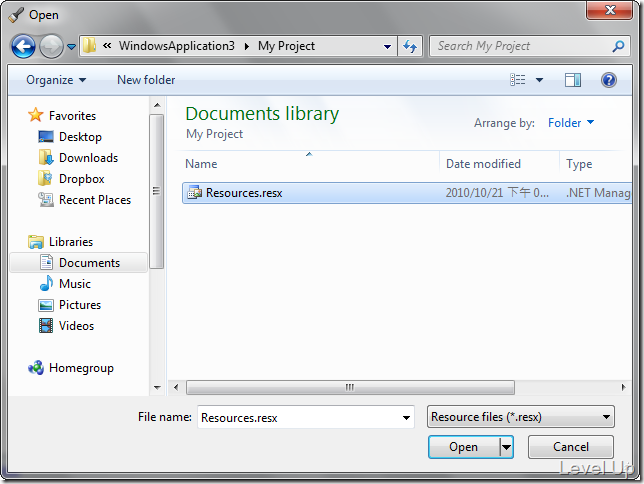 Open
« WindowsApplication3 My Project
Search My Project
Organize New folder
Documents library
My Project
Arrange by: Folder
Name Date modified Type
Resources.resx 2010/10/21 下午 0... .NET Manag
Favorites
Desktop
Downloads
Dropbox
Recent Places
Libraries
Documents
Music
Pictures
Videos
Homegroup
File name: Resources.resx Resource files (*.resx)
Open Cancel
Level Up